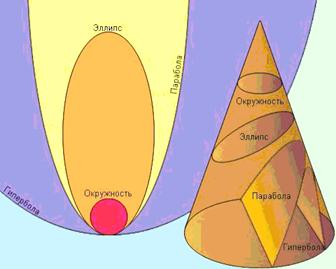 Эллипс
Парабола
Окружность
Гипербола
Окружность
Эллипс
Парабола
Гипербола